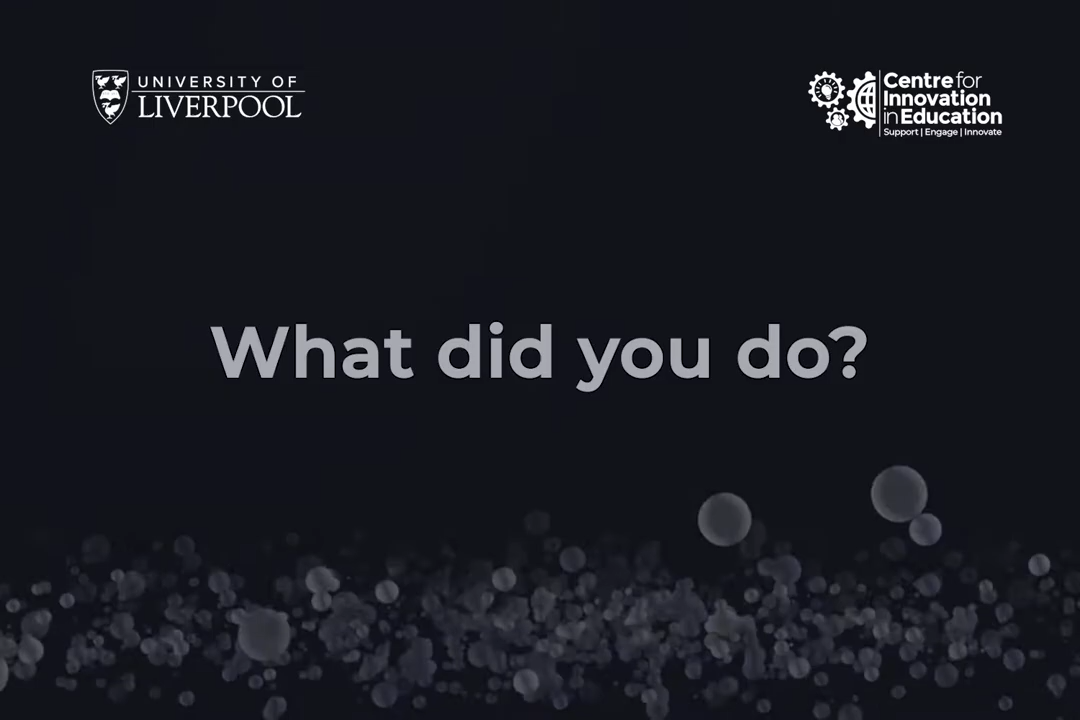 UNIVERSITY OF
LIVERPOOL
Centre for
Innovation
in Education
Support | Engage | Innovate
What did you do?